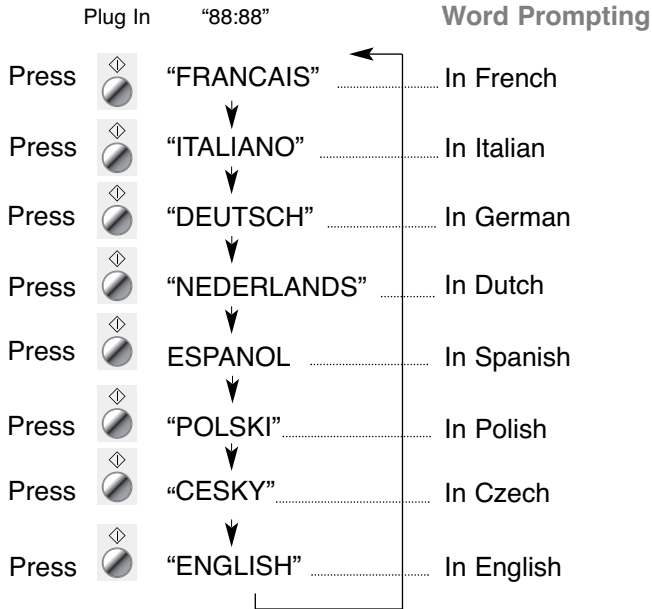 Plug In “88:88” Word Prompting
Press “FRANCAIS” In French
Press “ITALIANO” In Italian
Press “DEUTSCH” In German
Press “NEDERLANDS” In Dutch
Press ESPANOL In Spanish
Press “POLSKI” In Polish
Press “CESKY” In Czech
Press “ENGLISH” In English